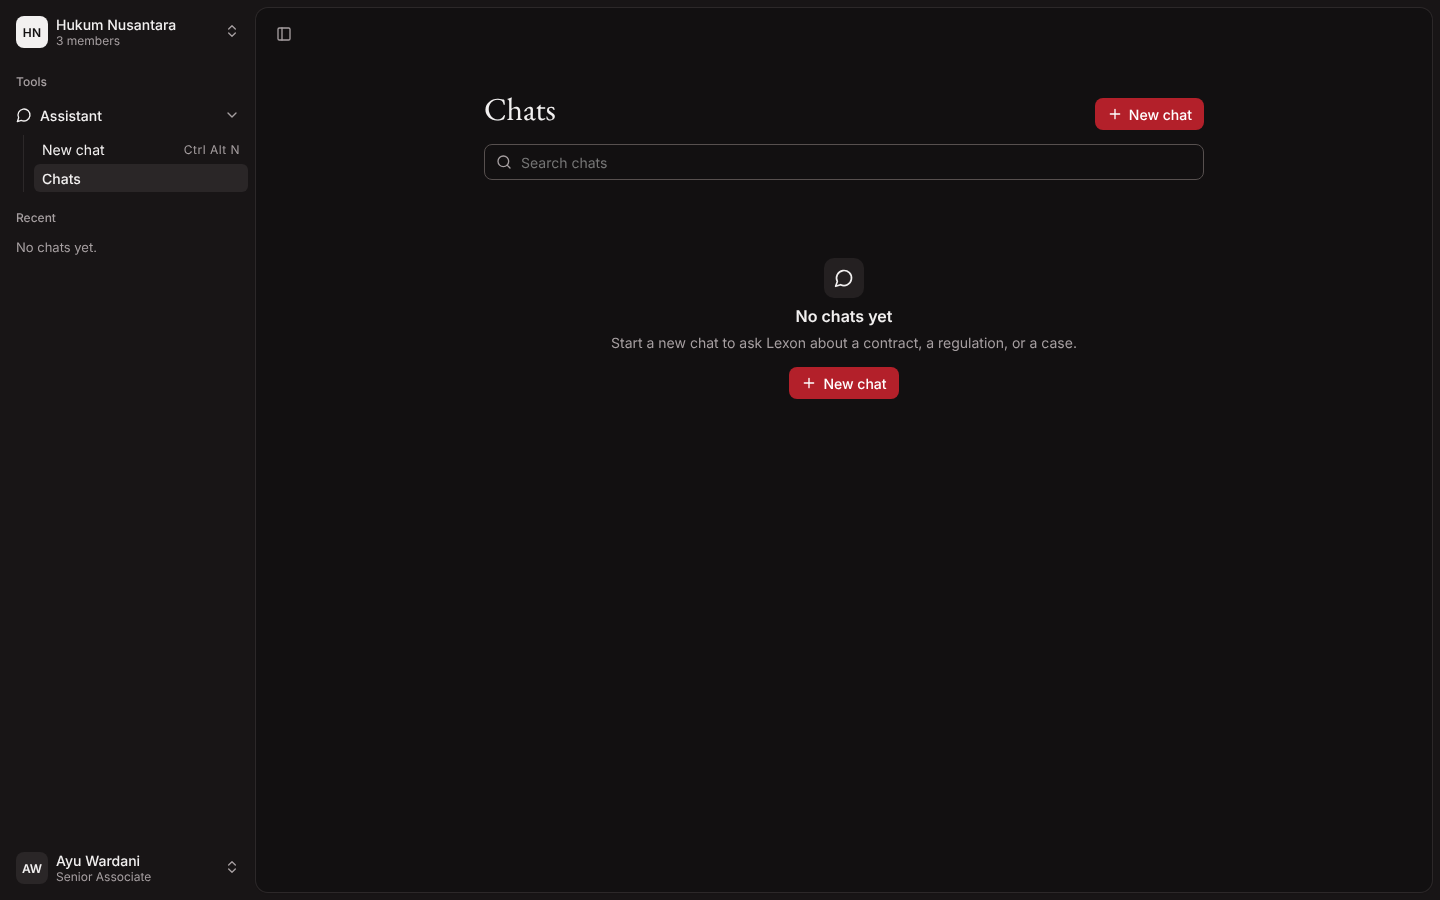 HN
Hukum Nusantara
3 members
Tools
Assistant
New chat Ctrl Alt N
Chats
Recent
No chats yet.
AW
Ayu Wardani
Senior Associate
Chats
New chat
Search chats
No chats yet
Start a new chat to ask Lexon about a contract, a regulation, or a case.
New chat